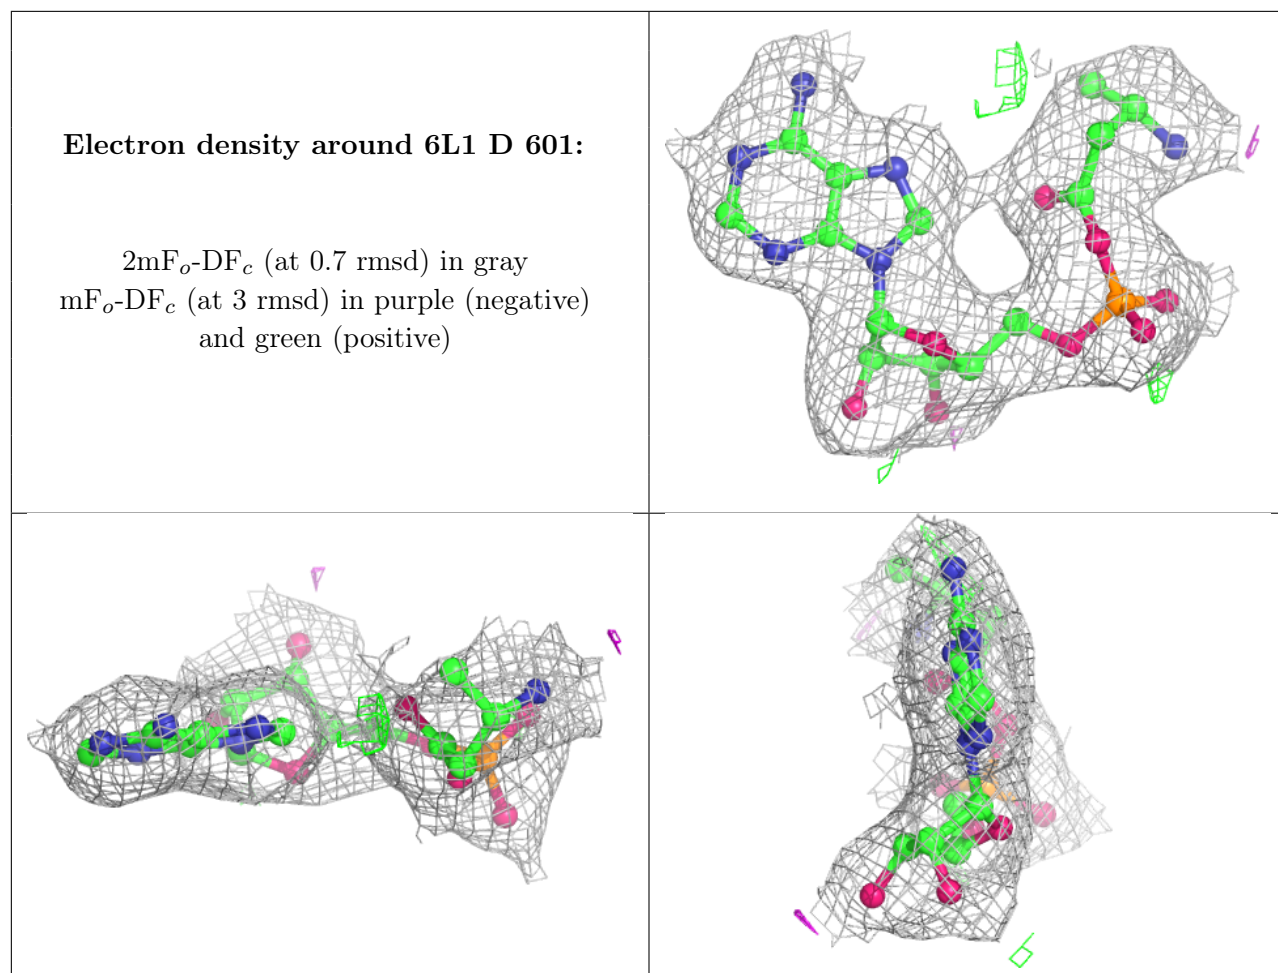 Electron density around 6L1 D 601:
2mFo-DFc (at 0.7 rmsd) in gray
mFo-DFc (at 3 rmsd) in purple (negative)
and green (positive)